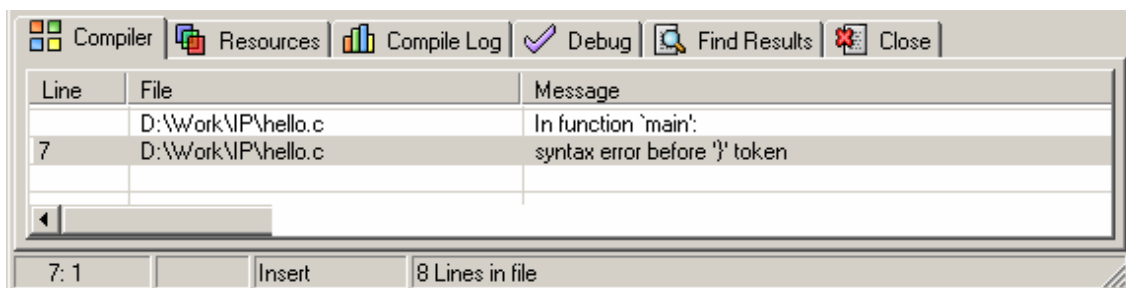 Compiler Resources Compile Log Debug Find Results Close
Line File Message
D:\Work\IP\hello.c In function `main':
7 D:\Work\IP\hello.c syntax error before '}' token
7: 1 Insert 8 Lines in file